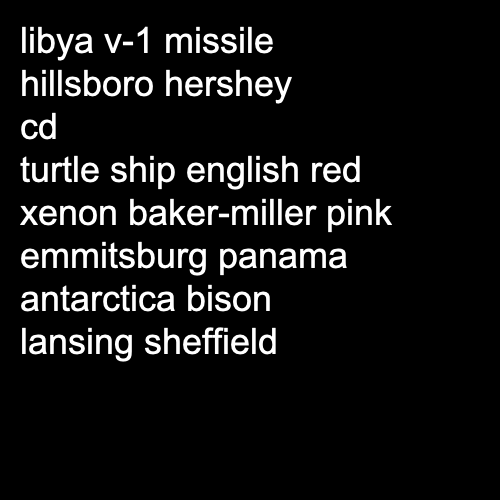 libya v-1 missile
hillsboro hershey
cd
turtle ship english red
xenon baker-miller pink
emmitsburg panama
antarctica bison
lansing sheffield